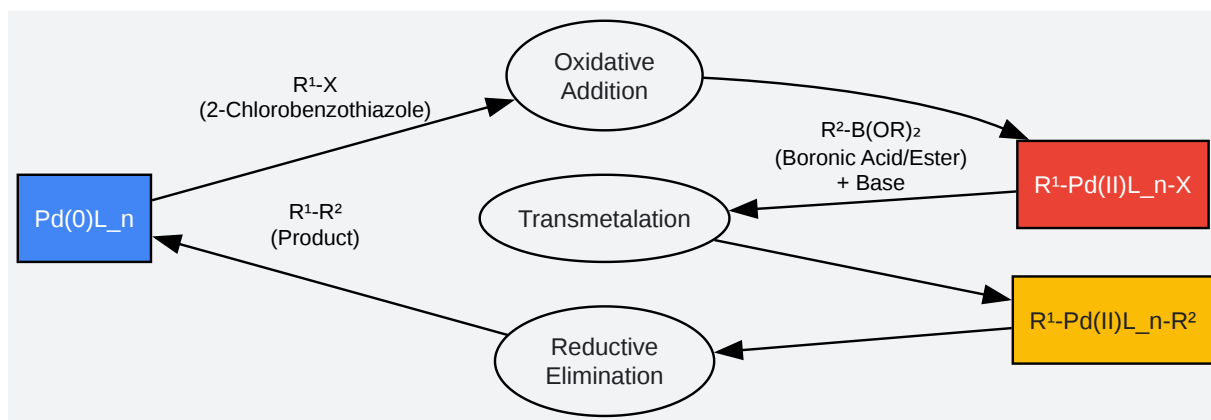 Pd(0)L_n
R¹-X
(2-Chlorobenzothiazole)
Oxidative
Addition
R¹-Pd(II)L_n-X
R²-B(OR)₂
(Boronic Acid/Ester)
+ Base
Transmetalation
R¹-Pd(II)L_n-R²
Reductive
Elimination
R¹-R²
(Product)